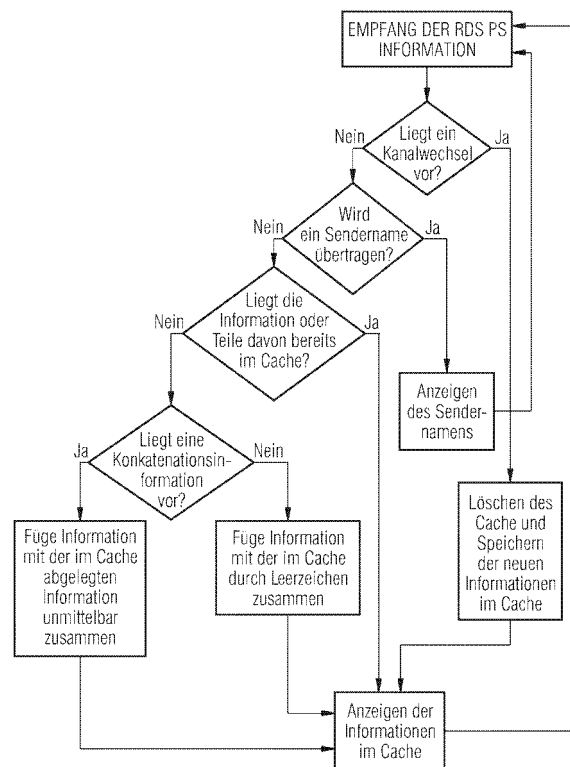 EMPFANG DER RDS PS
INFORMATION
Liegt ein
Kanalwechsel
vor?
Nein
Ja
Wird
ein Sendername
übertragen?
Nein
Ja
Liegt die
Information oder
Teile davon bereits
im Cache?
Nein
Ja
Anzeigen
des Sender-
namens
Liegt eine
Konkatenationsin-
formation
vor?
Ja
Nein
Löschen des
Cache und
Speichern
der neuen
Informationen
im Cache
Füge Information
mit der im Cache
abgelegten
Information
unmittelbar
zusammen
Füge Information
mit der im Cache
durch Leerzeichen
zusammen
Anzeigen der
Informationen
im Cache